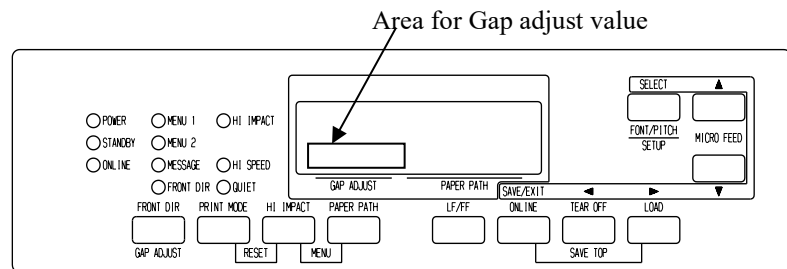 Area for Gap adjust value
SELECT ▲
POWER MENU 1 HI IMPACT
FONT/PITCH MICRO FEED
STANDBY MENU 2
SETUP
ONLINE MESSAGE HI SPEED
FRONT DIR QUIET
GAP ADJUST PAPER PATH
SAVE/EXIT ◄ ► ▼
FRONT DIR PRINT MODE HI IMPACT PAPER PATH LF/FF ONLINE TEAR OFF LOAD
GAP ADJUST RESET MENU SAVE TOP